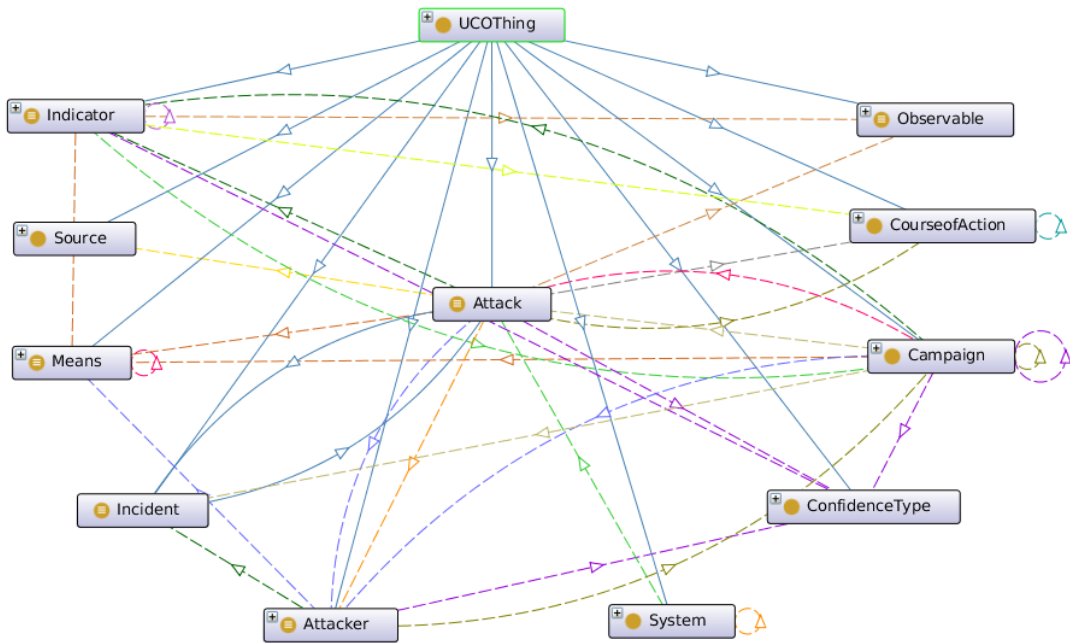 UCOThing
Indicator
Observable
Source
CourseofAction
Attack
Means
Campaign
Incident
ConfidenceType
Attacker
System